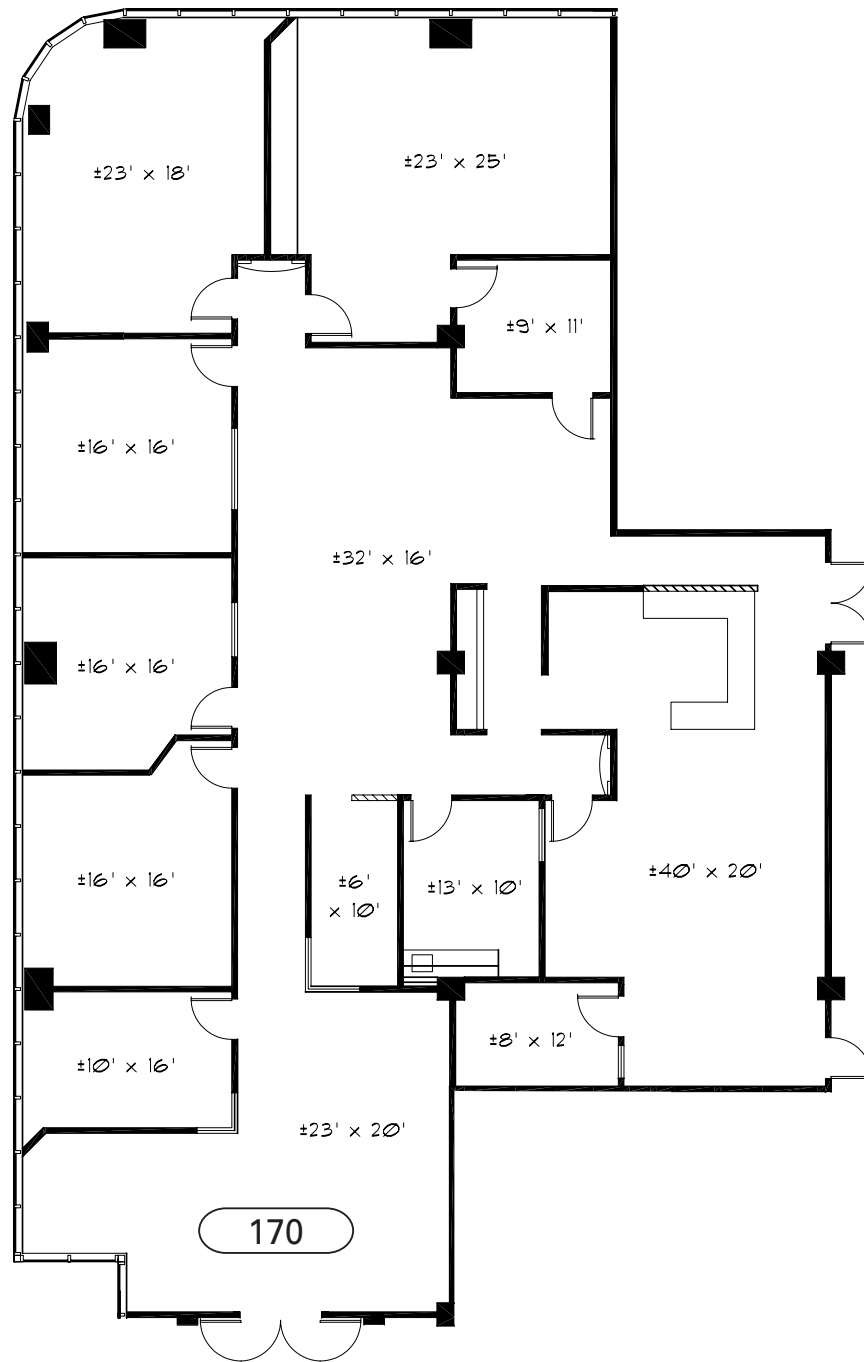 ±23' x 18'
±23' x 25'
±9' x 11'
±16' x 16'
±32' x 16'
±16' x 16'
±16' x 16'
±6'
x 10'
±13' x 10'
±40' x 20'
±10' x 16'
±8' x 12'
±23' x 20'
170